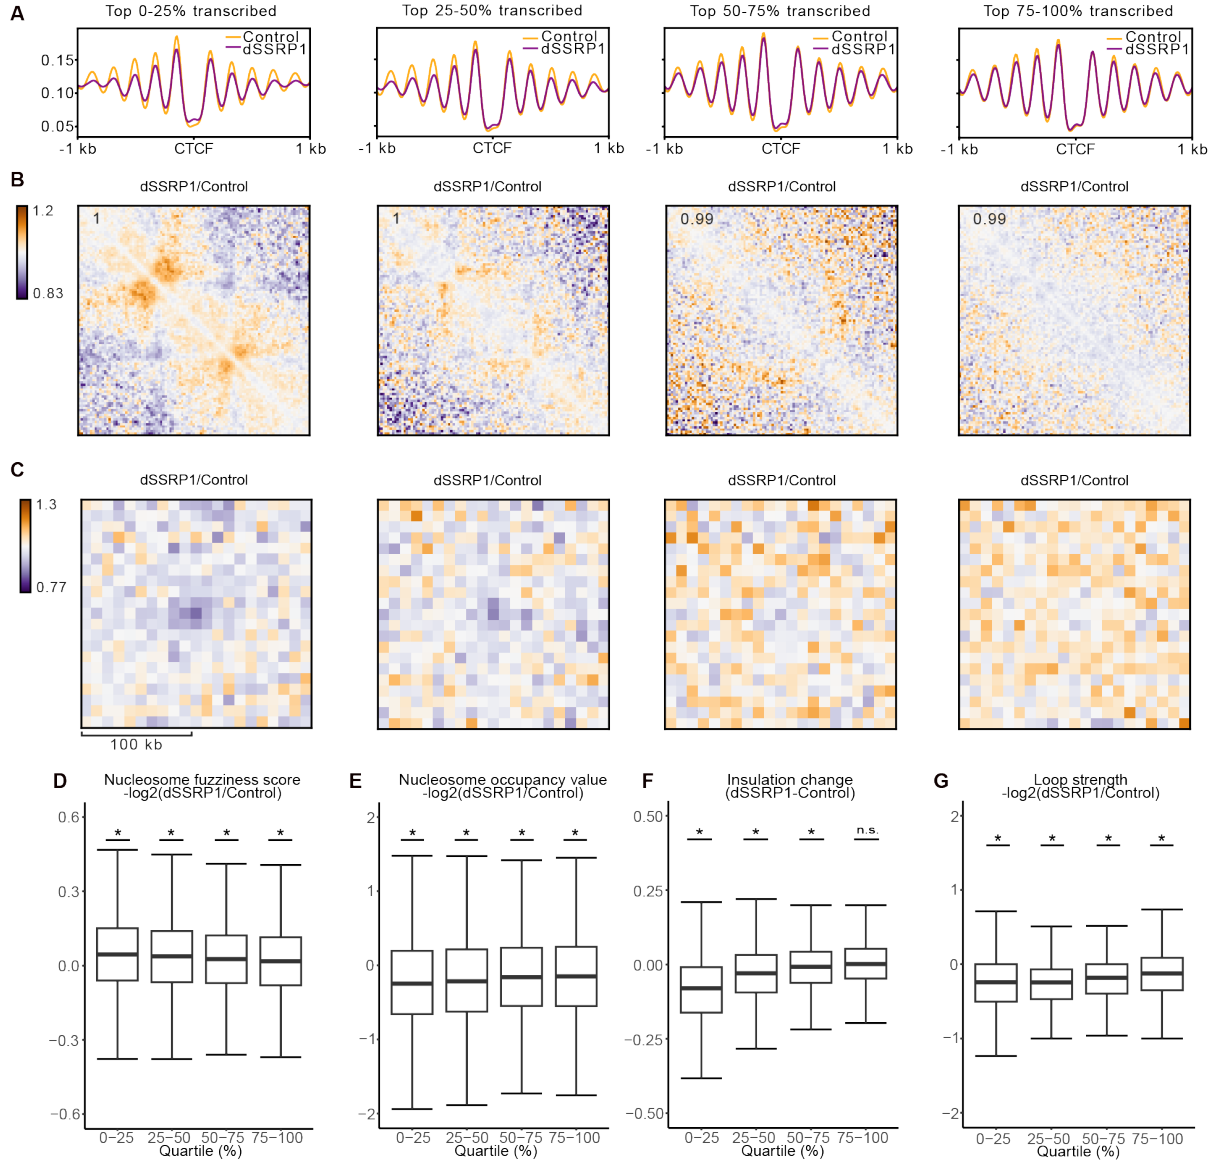 A
Top 0-25% transcribed
Top 25-50% transcribed
Top 50-75% transcribed
Top 75-100% transcribed
0.15
0.10
0.05
Control
dSSRP1
Control
dSSRP1
Control
dSSRP1
Control
dSSRP1
-1 kb
CTCF
1 kb
-1 kb
CTCF
1 kb
-1 kb
CTCF
1 kb
-1 kb
CTCF
1 kb
B
dSSRP1/Control
dSSRP1/Control
dSSRP1/Control
dSSRP1/Control
1.2
0.83
1
1
0.99
0.99
C
dSSRP1/Control
dSSRP1/Control
dSSRP1/Control
dSSRP1/Control
1.3
0.77
100 kb
D
Nucleosome fuzziness score
-log2(dSSRP1/Control)
0.6
0.3
0.0
−0.3
−0.6
* * * *
0−25 25−50 50−75 75−100
Quartile (%)
E
Nucleosome occupancy value
-log2(dSSRP1/Control)
2
1
0
−1
−2
* * * *
0−25 25−50 50−75 75−100
Quartile (%)
F
Insulation change
(dSSRP1-Control)
0.50
0.25
0.00
−0.25
−0.50
* * * n.s.
0−25 25−50 50−75 75−100
Quartile (%)
G
Loop strength
-log2(dSSRP1/Control)
2
1
0
−1
−2
* * * *
0−25 25−50 50−75 75−100
Quartile (%)